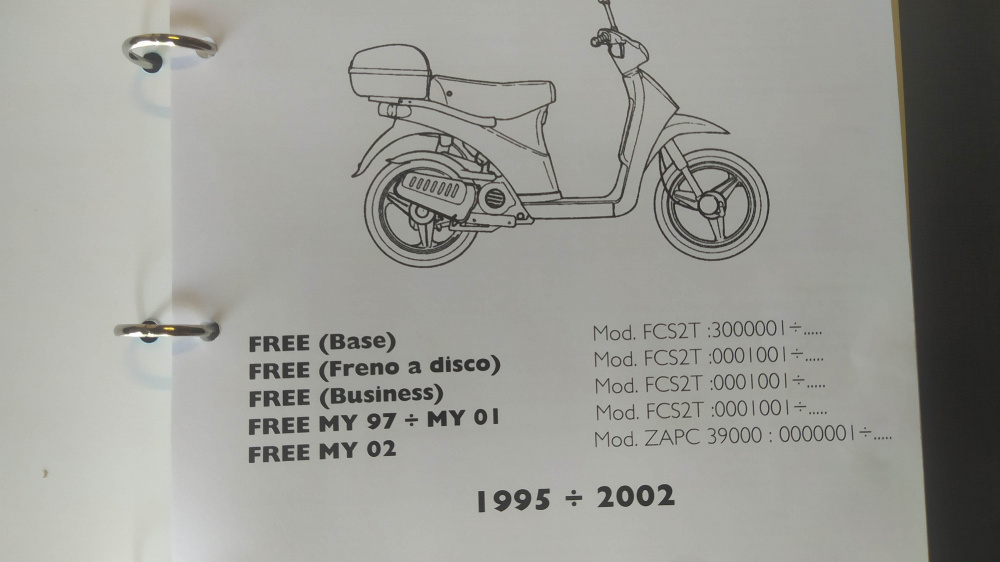 FREE (Base) Mod. FCS2T :3000001÷.....
FREE (Freno a disco) Mod. FCS2T :0001001÷.....
FREE (Business) Mod. FCS2T :0001001÷.....
FREE MY 97 ÷ MY 01 Mod. FCS2T :0001001÷.....
FREE MY 02 Mod. ZAPC 39000 : 0000001÷.....
1995 ÷ 2002